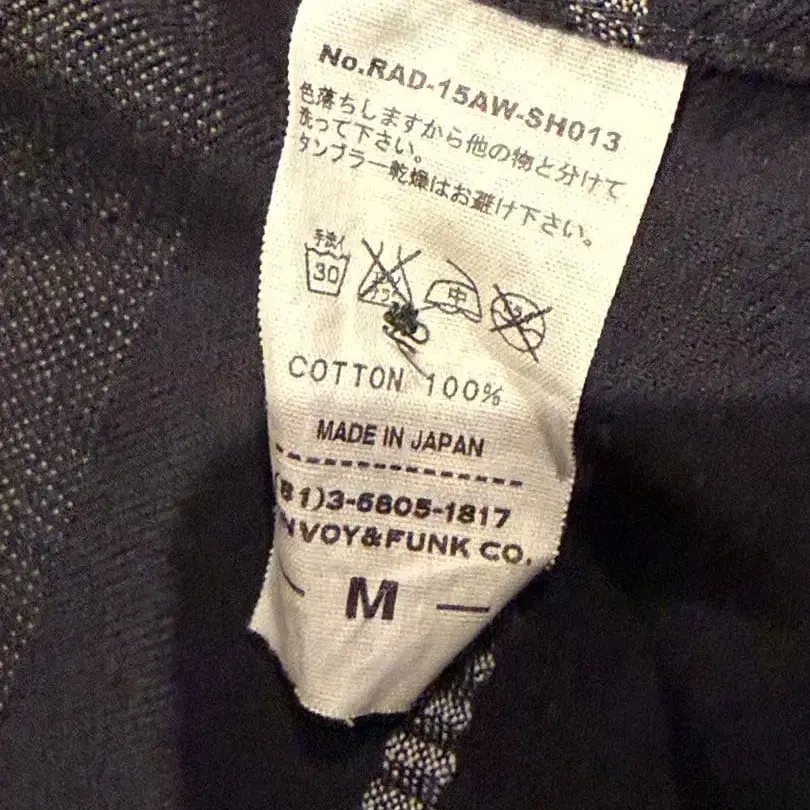 No.RAD-15AW-SH013
色落ちしますから他の物と分けて
洗って下さい。
タンブラー乾燥はお避け下さい。
手洗イ
30
中
COTTON 100%
MADE IN JAPAN
(81)3-6805-1817
NVOY&FUNK CO.
M